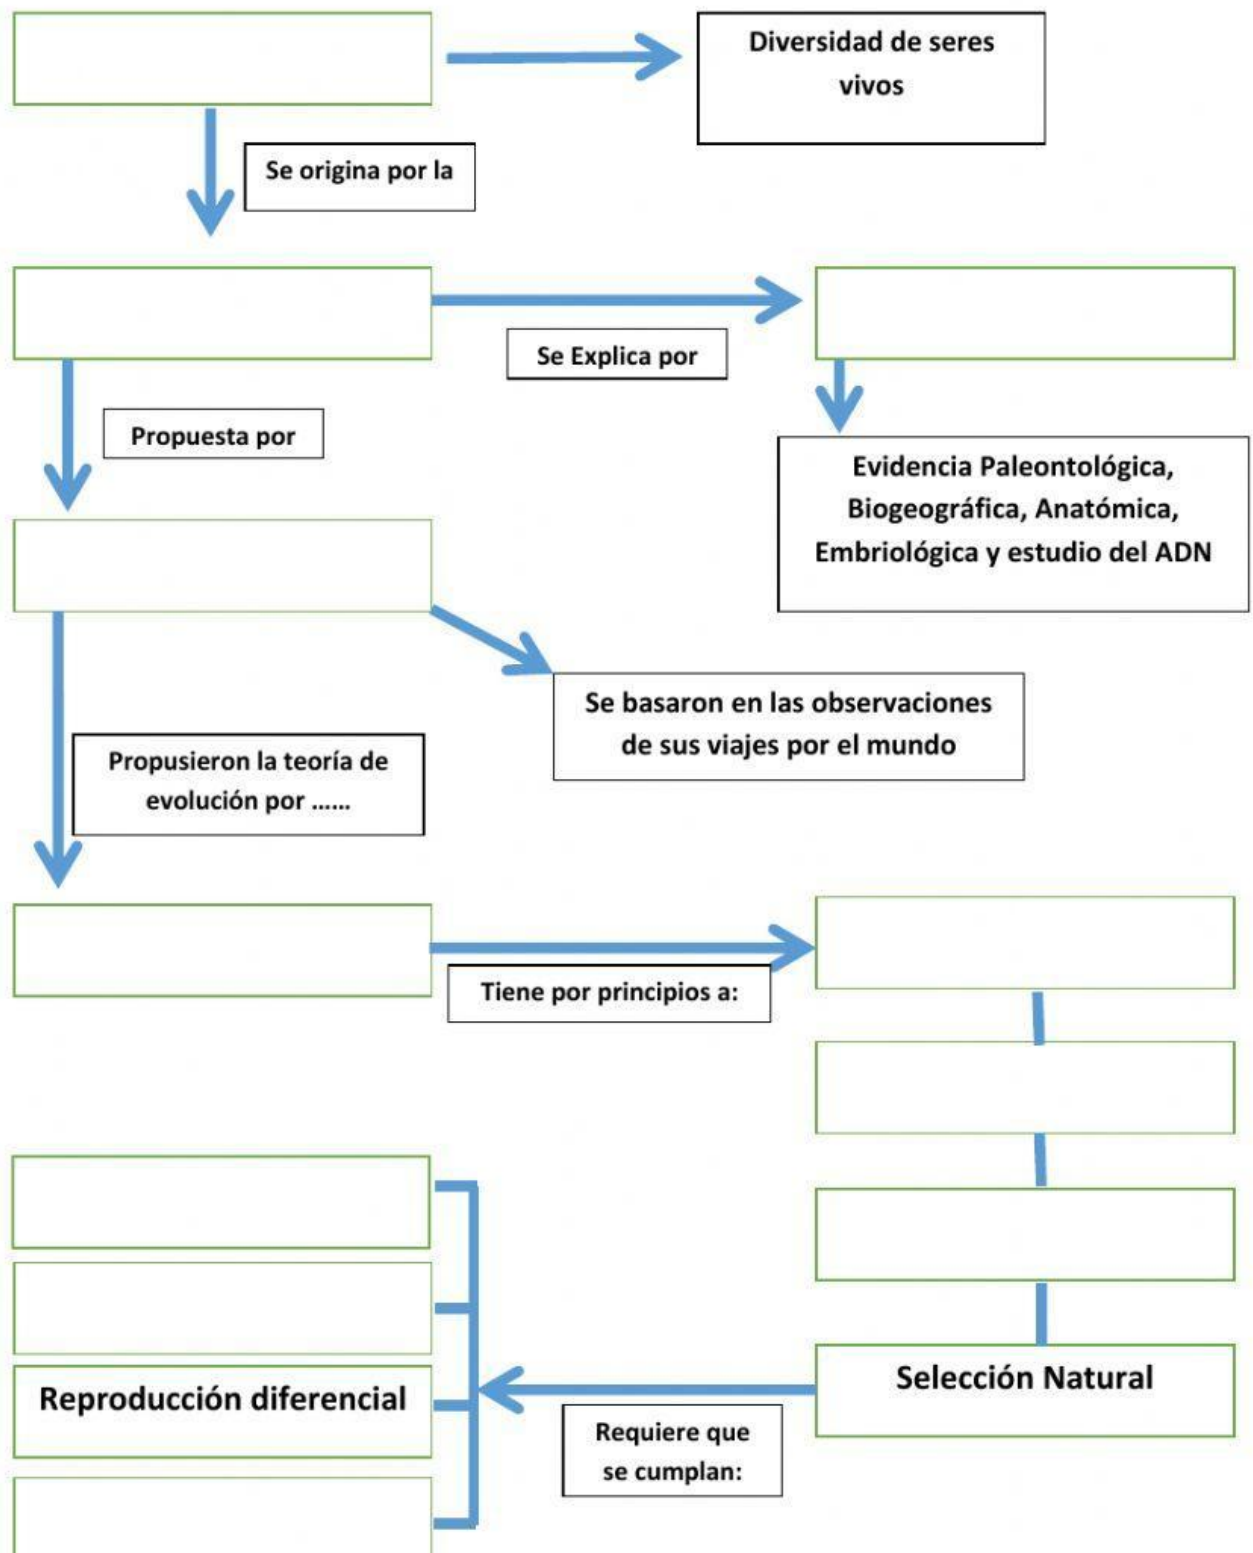 Diversidad de seres
vivos
Se origina por la
Se Explica por
Propuesta por
Evidencia Paleontológica,
Biogeográfica, Anatómica,
Embriológica y estudio del ADN
Se basaron en las observaciones
de sus viajes por el mundo
Propusieron la teoría de
evolución por ......
Tiene por principios a:
Selección Natural
Reproducción diferencial
Requiere que
se cumplan: